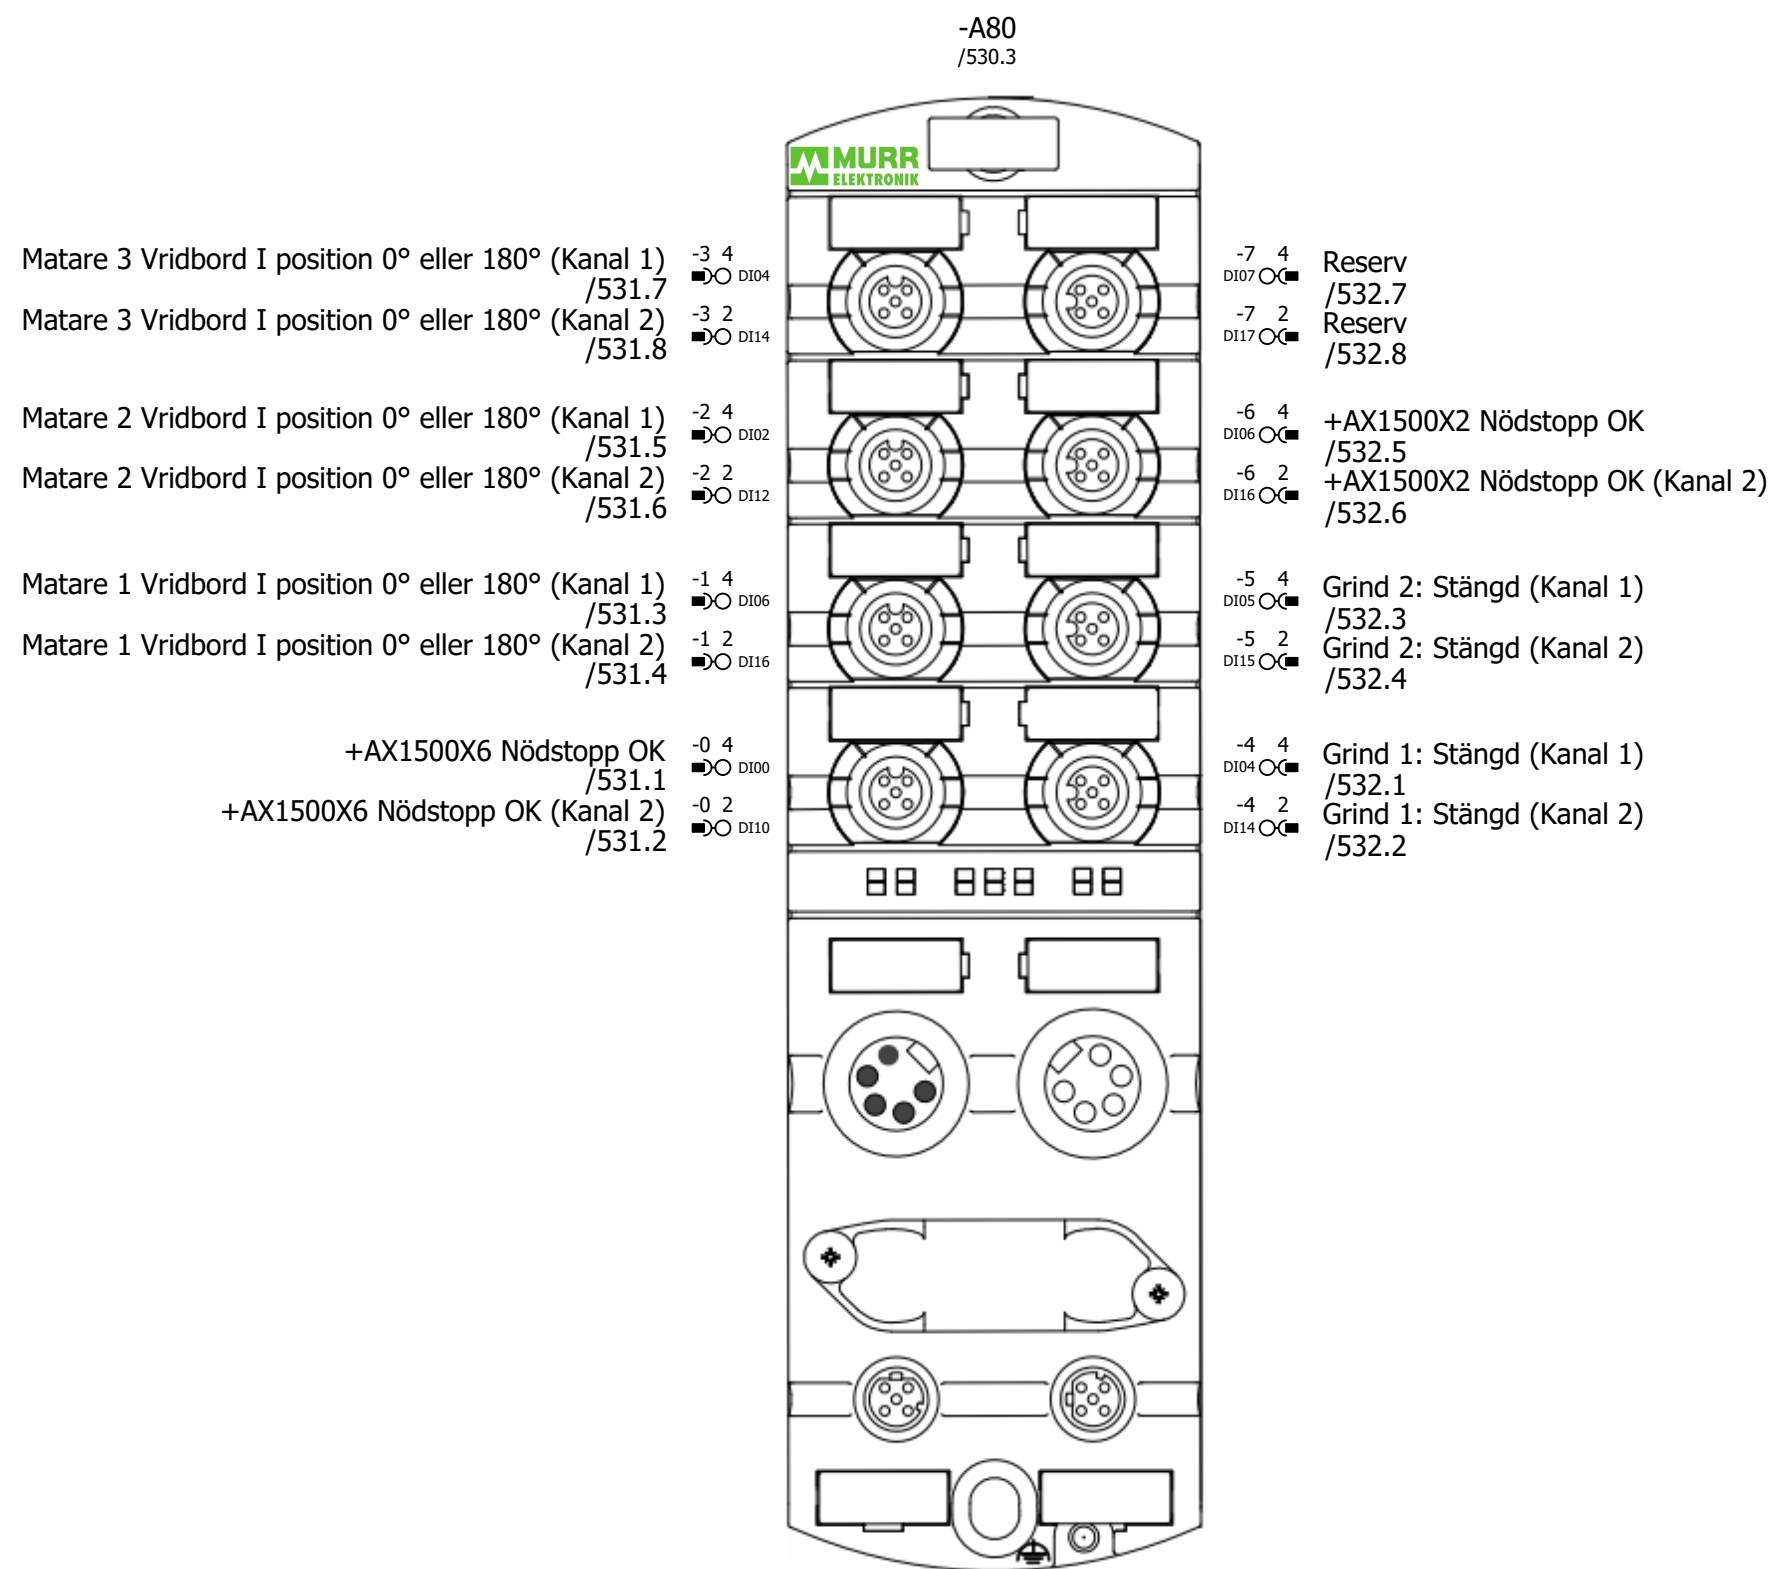 -A80
/530.3
MURR
ELEKTRONIK
Matare 3 Vridbord I position 0° eller 180° (Kanal 1)
/531.7
-3 4
DI04
Matare 3 Vridbord I position 0° eller 180° (Kanal 2)
/531.8
-3 2
DI14
Matare 2 Vridbord I position 0° eller 180° (Kanal 1)
/531.5
-2 4
DI02
Matare 2 Vridbord I position 0° eller 180° (Kanal 2)
/531.6
-2 2
DI12
Matare 1 Vridbord I position 0° eller 180° (Kanal 1)
/531.3
-1 4
DI06
Matare 1 Vridbord I position 0° eller 180° (Kanal 2)
/531.4
-1 2
DI16
+AX1500X6 Nödstopp OK
/531.1
-0 4
DI00
+AX1500X6 Nödstopp OK (Kanal 2)
/531.2
-0 2
DI10
-7 4
DI07
Reserv
/532.7
-7 2
DI17
Reserv
/532.8
-6 4
DI06
+AX1500X2 Nödstopp OK
/532.5
-6 2
DI16
+AX1500X2 Nödstopp OK (Kanal 2)
/532.6
-5 4
DI05
Grind 2: Stängd (Kanal 1)
/532.3
-5 2
DI15
Grind 2: Stängd (Kanal 2)
/532.4
-4 4
DI04
Grind 1: Stängd (Kanal 1)
/532.1
-4 2
DI14
Grind 1: Stängd (Kanal 2)
/532.2